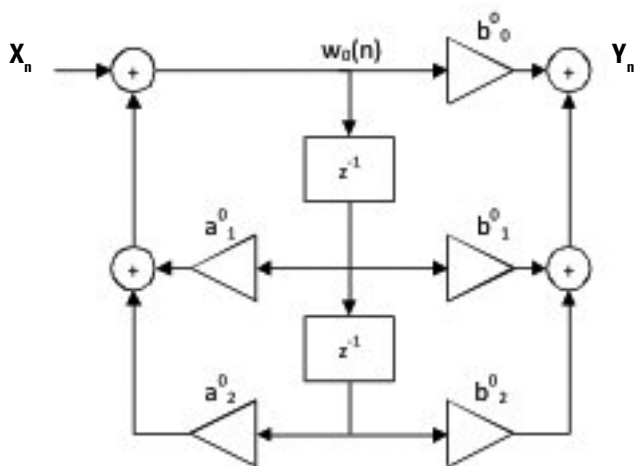 b⁰₀
Xₙ
w₀(n)
Yₙ
+
+
z⁻¹
a⁰₁
b⁰₁
+
+
z⁻¹
a⁰₂
b⁰₂